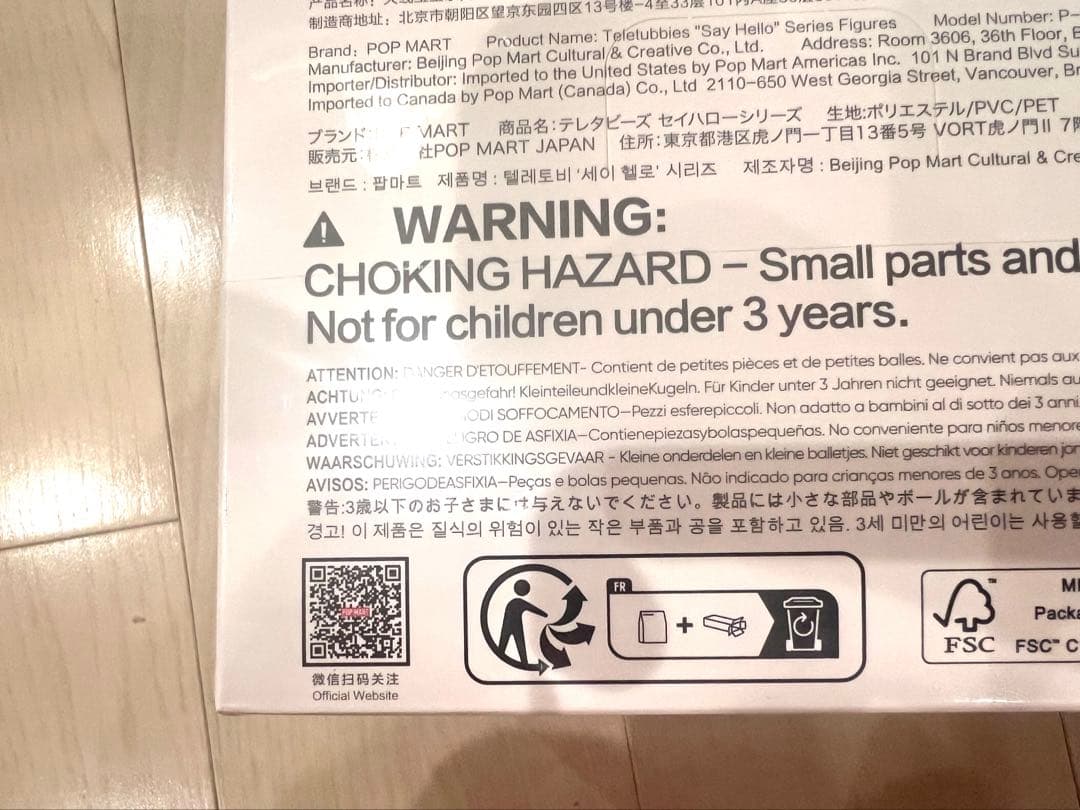 制造商地址：北京市朝阳区望京东园四区13号楼-4至33层101内
Brand: POP MART Product Name: Teletubbies "Say Hello" Series Figures Model Number: P-
Manufacturer: Beijing Pop Mart Cultural & Creative Co., Ltd. Address: Room 3606, 36th Floor,
Importer/Distributor: Imported to the United States by Pop Mart Americas Inc. 101 N Brand Blvd
Imported to Canada by Pop Mart (Canada) Co., Ltd 2110-650 West Georgia Street, Vancouver,
ブランド: MART 商品名:テレタビーズ セイハローシリーズ 生地:ポリエステル/PVC/PET
販売元: 社POP MART JAPAN 住所:東京都港区虎ノ門一丁目13番5号 VORT虎ノ門II
브랜드 : 팝마트 제품명 : 텔레토비 '세이 헬로' 시리즈 제조자명 : Beijing Pop Mart Cultural &
WARNING:
CHOKING HAZARD – Small parts and
Not for children under 3 years.
ATTENTION: DANGER D'ETOUFFEMENT- Contient de petites pièces et de petites balles. Ne convient pas aux
ACHTUNG: KleinteileundkleineKugeln. Für Kinder unter 3 Jahren nicht geeignet. Niemals
SOFFOCAMENTO–Pezzi esferepiccoli. Non adatto a bambini al di sotto dei 3 anni
DE ASFIXIA–Contienepiezasybolaspequeñas. No conveniente para niños
WAARSCHUWING: VERSTIKKINGSGEVAAR - Kleine onderdelen en kleine balletjes. Niet geschikt voor kinderen
AVISOS: PERIGODEASFIXIA–Peças e bolas pequenas. Não indicado para crianças menores de 3 anos.
警告:3歳以下のお子さまには与えないでください。製品には小さな部品やボールが含まれていま
경고! 이 제품은 질식의 위험이 있는 작은 부품과 공을 포함하고 있음. 3세 미만의 어린이는
POP MART
微信扫码关注
Official Website
FR
FSC™
FSC™